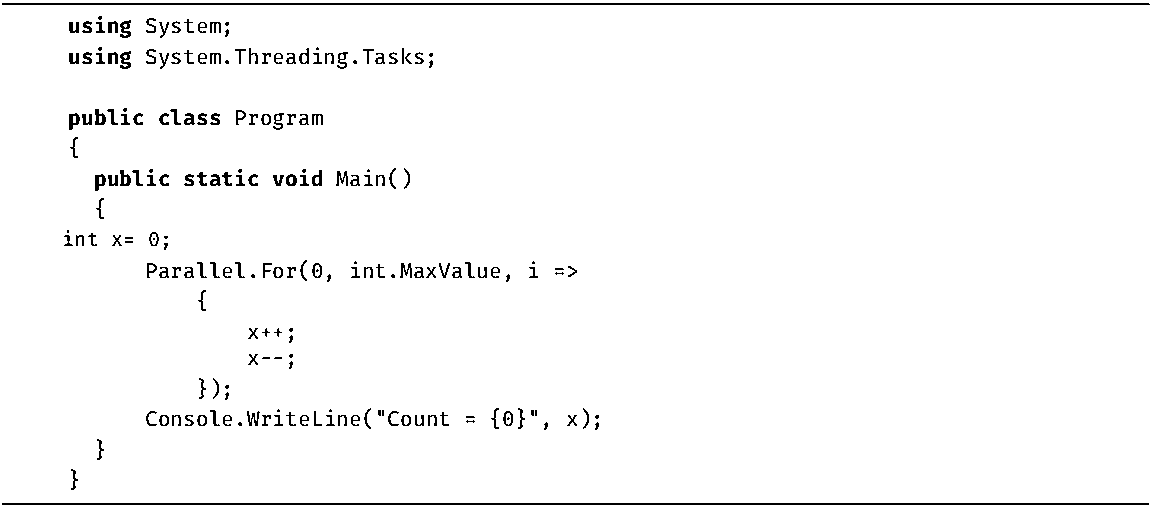 using System;
using System.Threading.Tasks;
public class Program
{
public static void Main()
{
int x= 0;
Parallel.For(0, int.MaxValue, i =>
{
x++;
x--;
});
Console.WriteLine("Count = {0}", x);
}
}